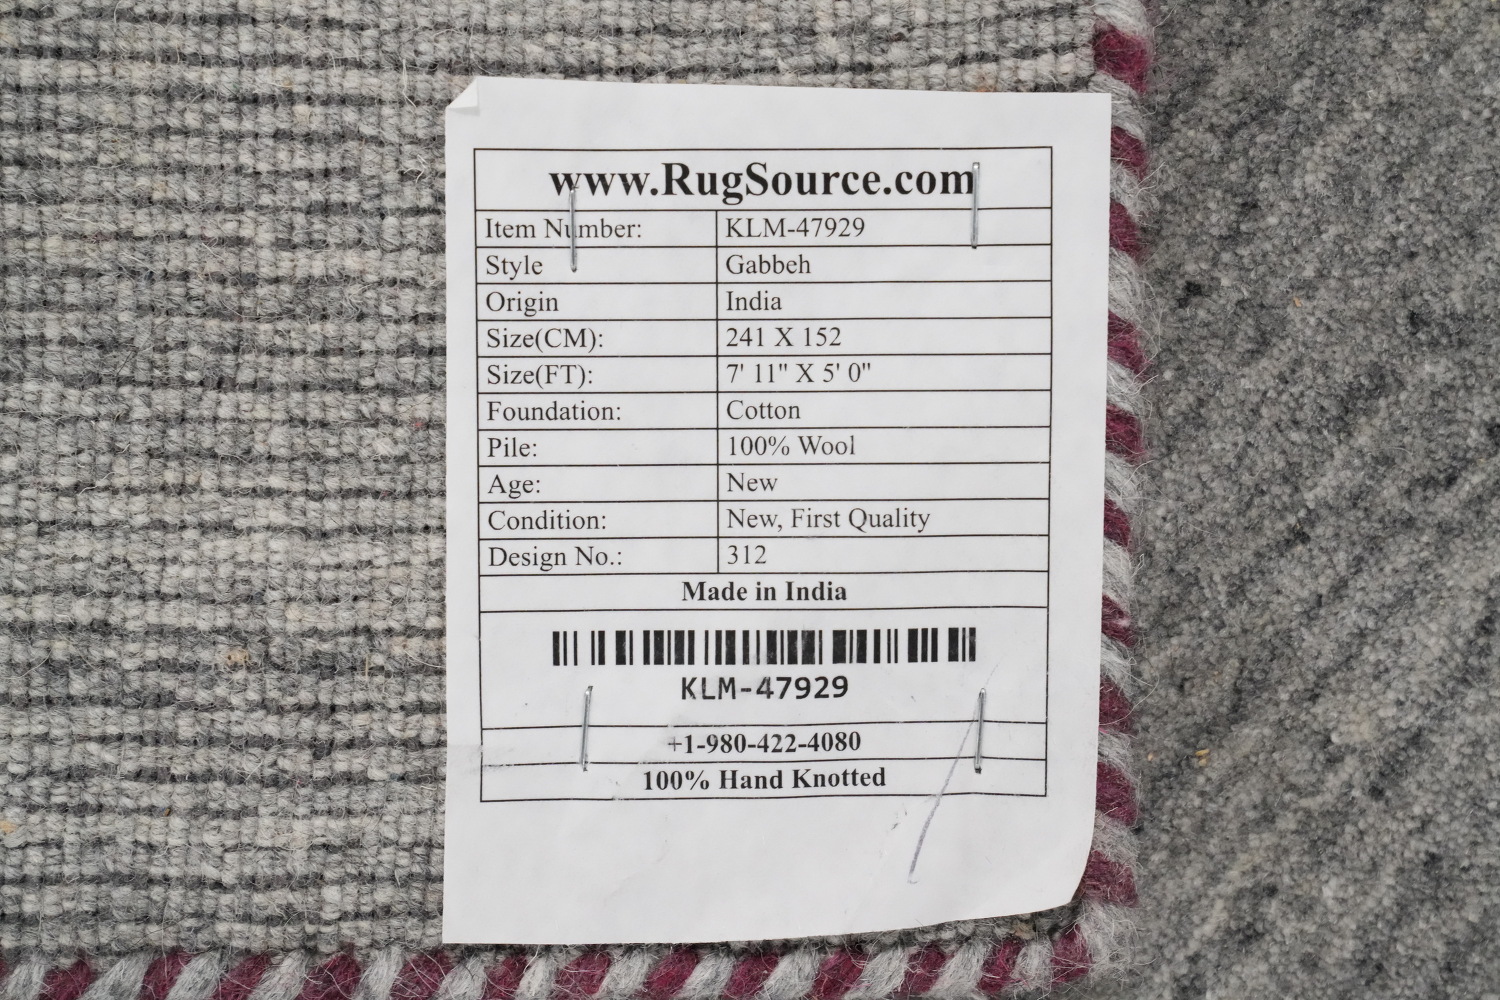 www.RugSource.com
Item Number: KLM-47929
Style Gabbeh
Origin India
Size(CM): 241 X 152
Size(FT): 7' 11" X 5' 0"
Foundation: Cotton
Pile: 100% Wool
Age: New
Condition: New, First Quality
Design No.: 312
Made in India
KLM-47929
+1-980-422-4080
100% Hand Knotted